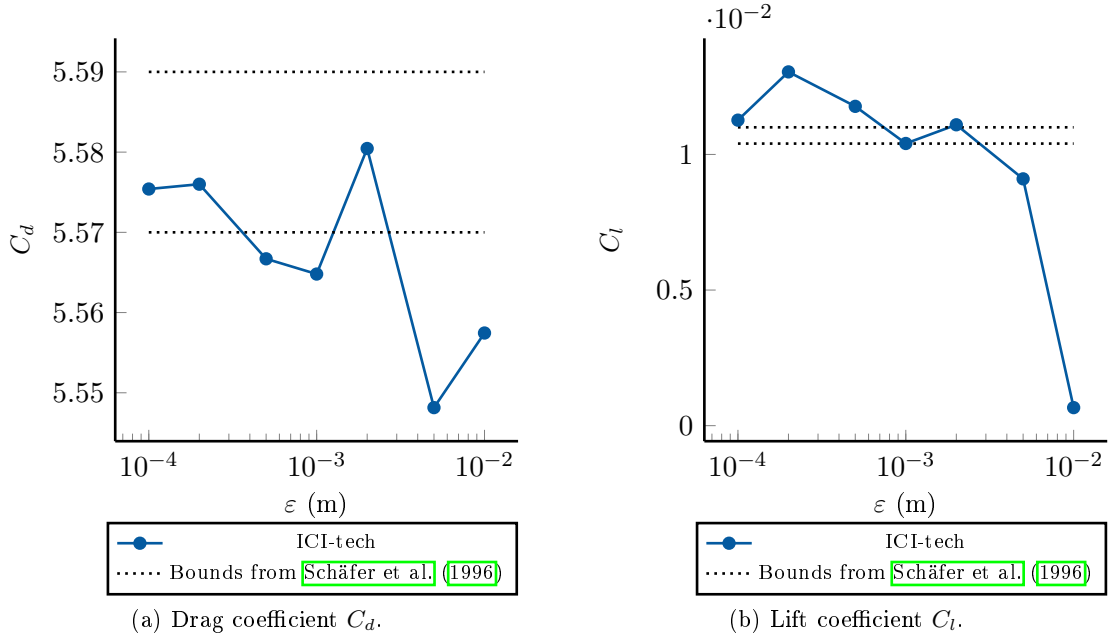 5.59
5.58
5.57
5.56
5.55
C_d
10^{-4}
10^{-3}
10^{-2}
ε (m)
ICI-tech
Bounds from Schäfer et al. (1996)
(a) Drag coefficient C_d.
·10^{-2}
1
0.5
0
C_l
10^{-4}
10^{-3}
10^{-2}
ε (m)
ICI-tech
Bounds from Schäfer et al. (1996)
(b) Lift coefficient C_l.